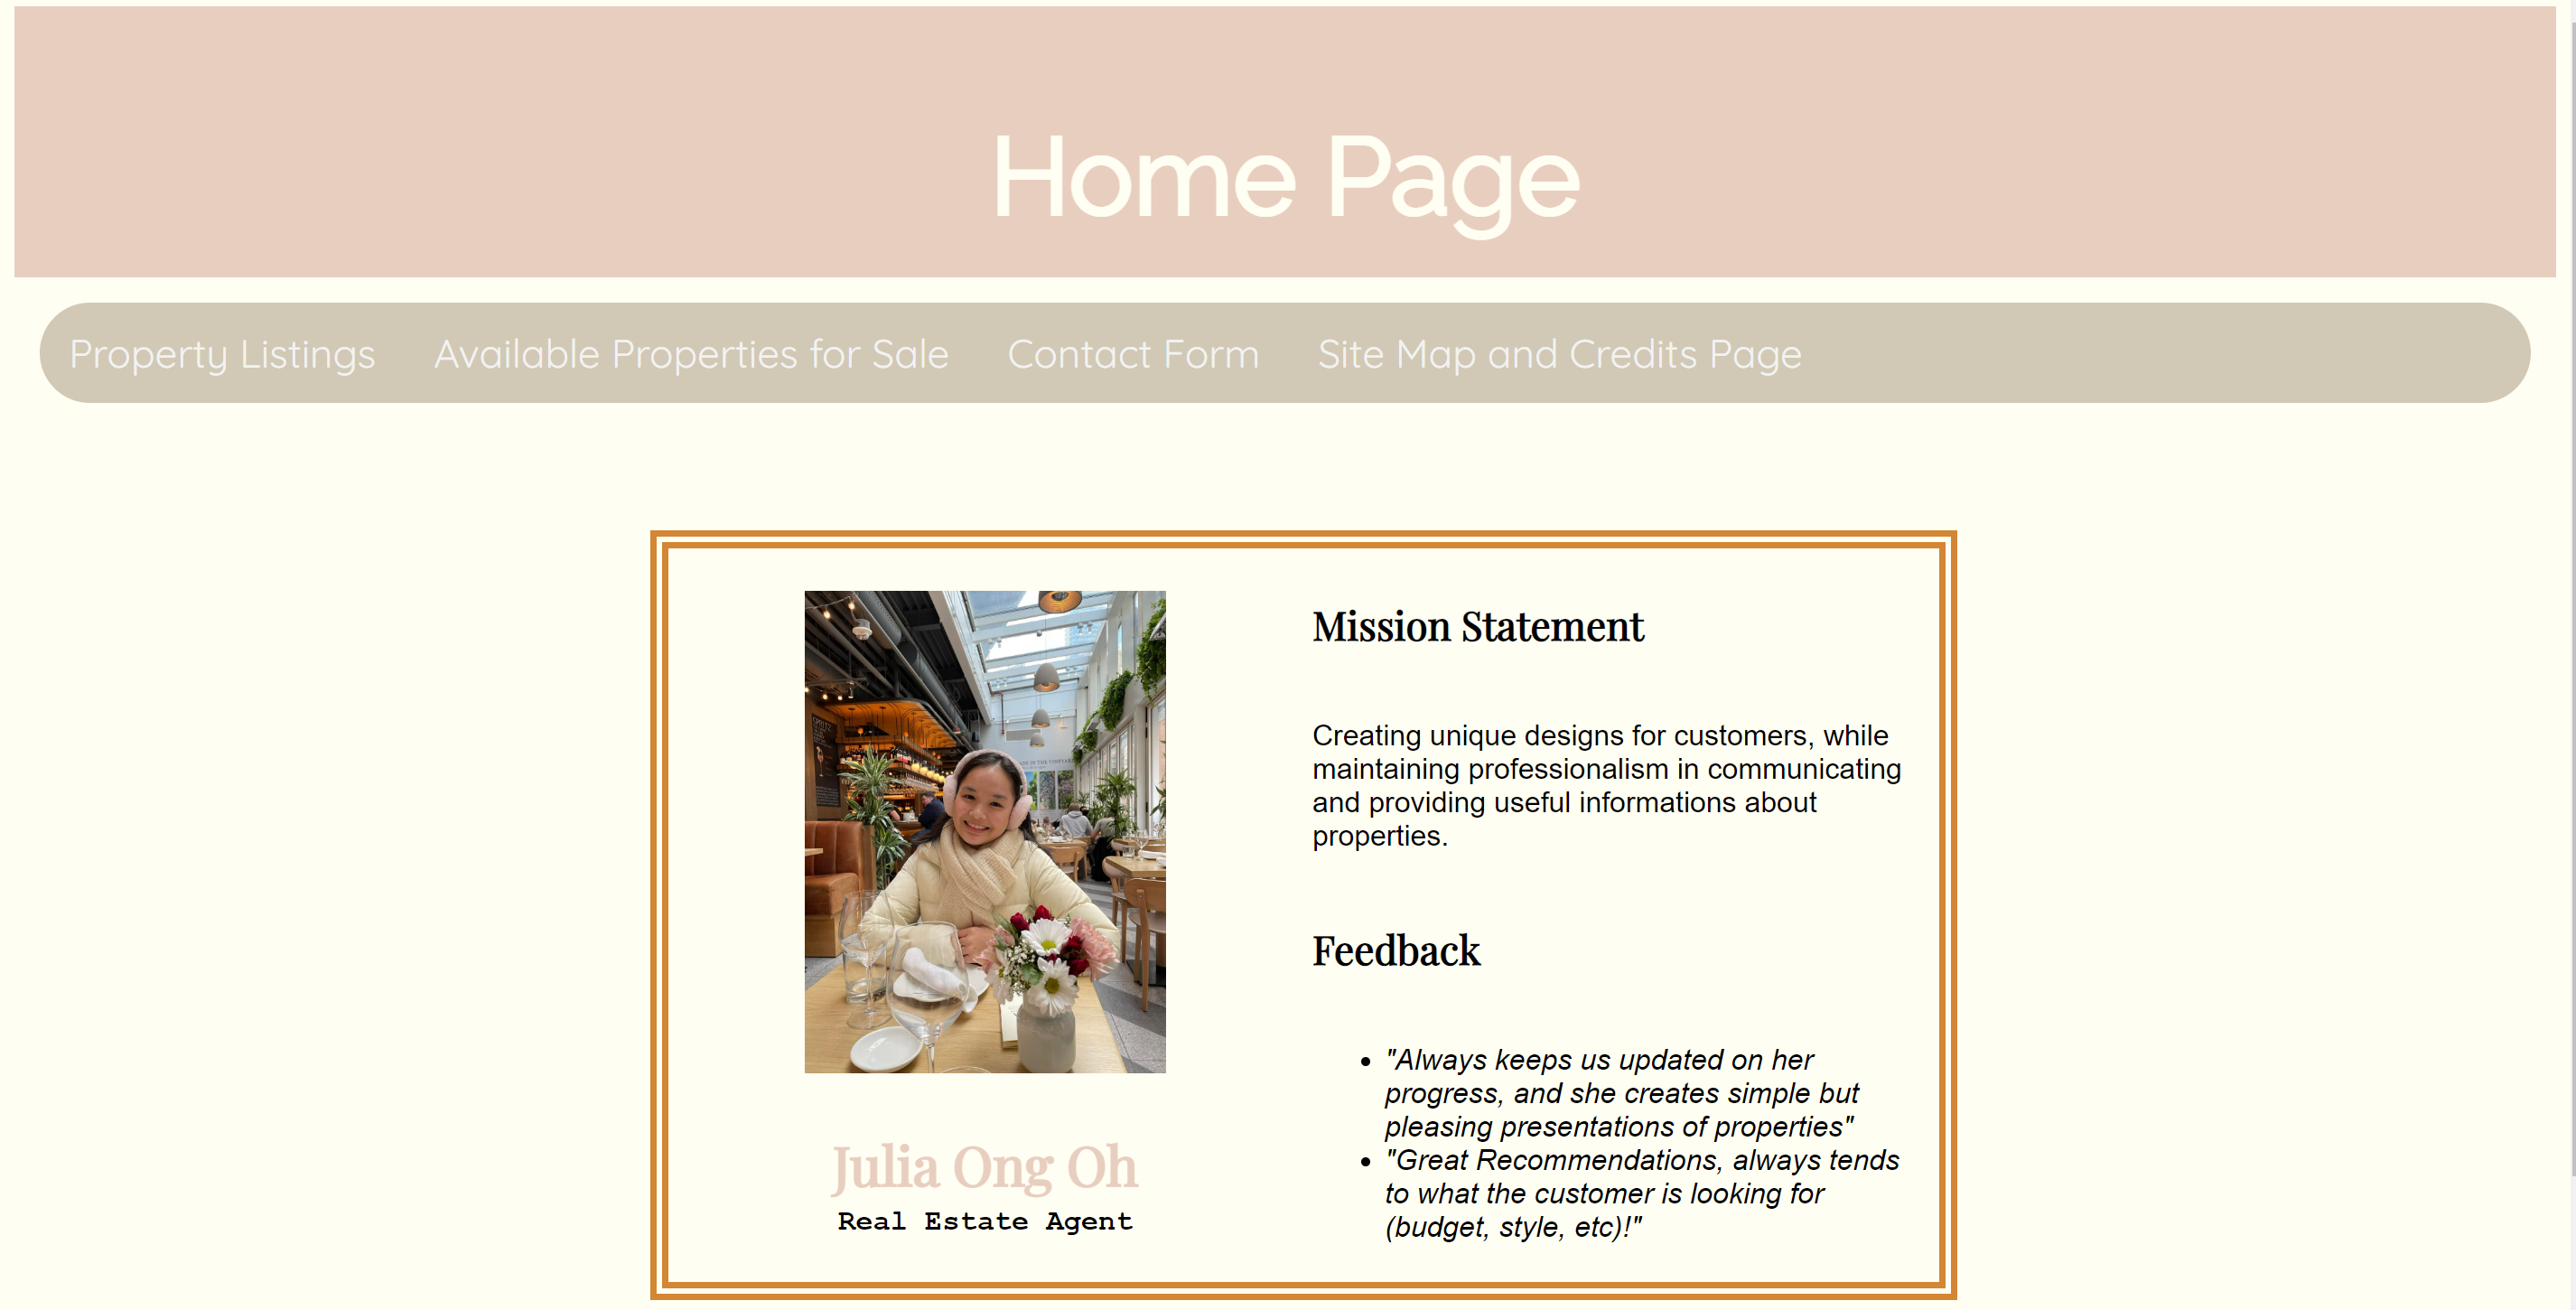 Home Page
Property Listings Available Properties for Sale Contact Form Site Map and Credits Page
Mission Statement
Creating unique designs for customers, while
maintaining professionalism in communicating
and providing useful informations about
properties.
Feedback
"Always keeps us updated on her
progress, and she creates simple but
pleasing presentations of properties"
"Great Recommendations, always tends
to what the customer is looking for
(budget, style, etc)!"
Julia Ong Oh
Real Estate Agent